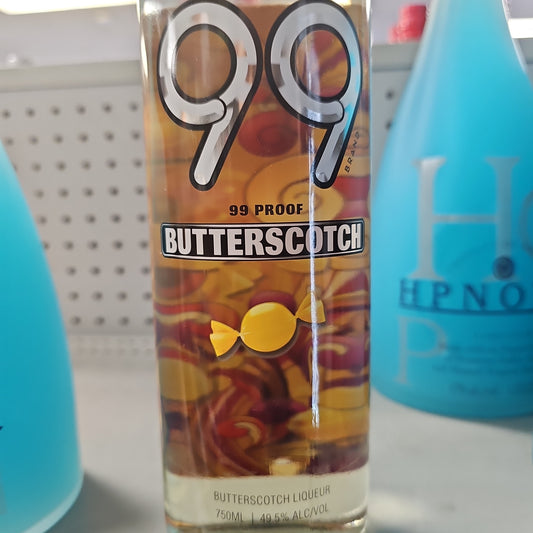 99
BRAND
99 PROOF
BUTTERSCOTCH
BUTTERSCOTCH LIQUEUR
750ML | 49.5% ALC/VOL
H
HPNO
P